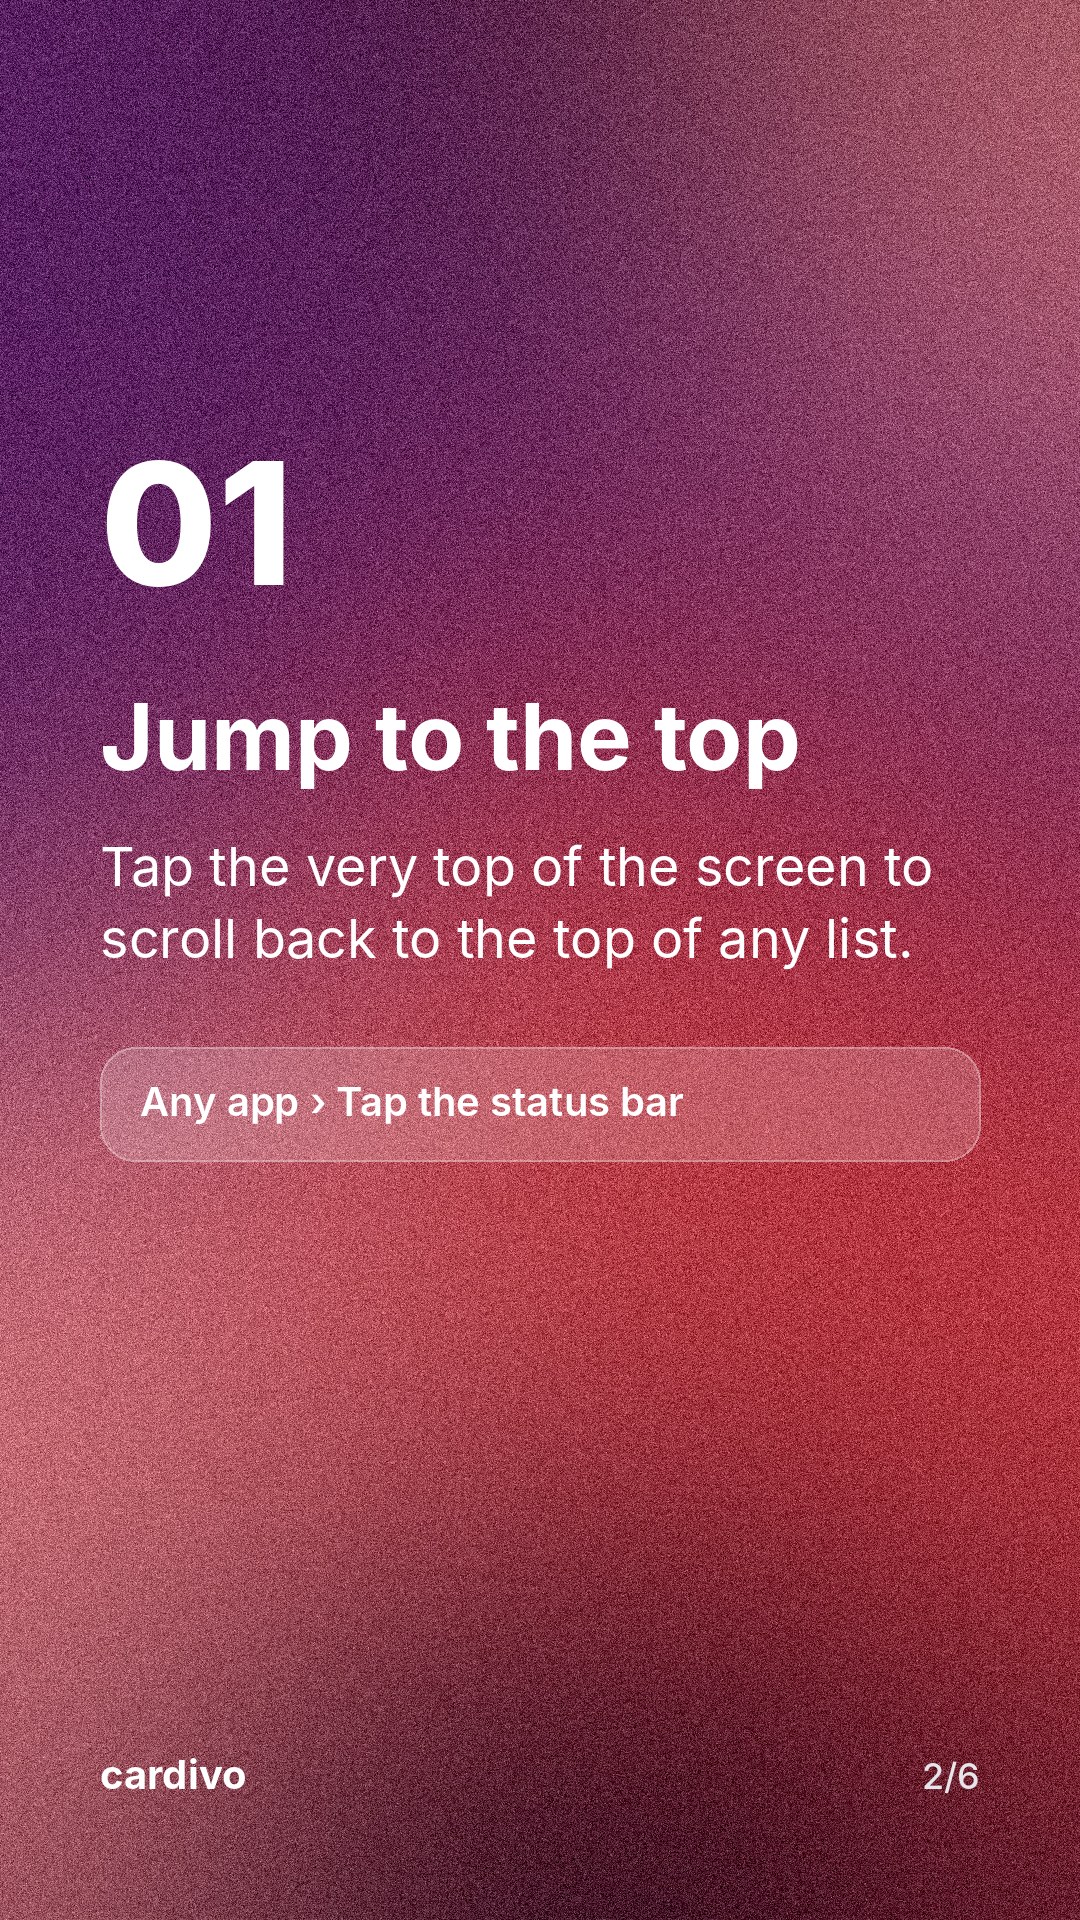 01
Jump to the top
Tap the very top of the screen to
scroll back to the top of any list.
Any app › Tap the status bar
cardivo
2/6